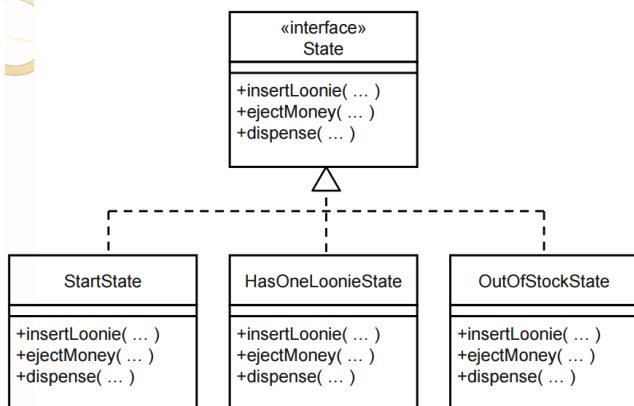 «interface»
State
+insertLoonie( ... )
+ejectMoney( ... )
+dispense( ... )
StartState
+insertLoonie( ... )
+ejectMoney( ... )
+dispense( ... )
HasOneLoonieState
+insertLoonie( ... )
+ejectMoney( ... )
+dispense( ... )
OutOfStockState
+insertLoonie( ... )
+ejectMoney( ... )
+dispense( ... )